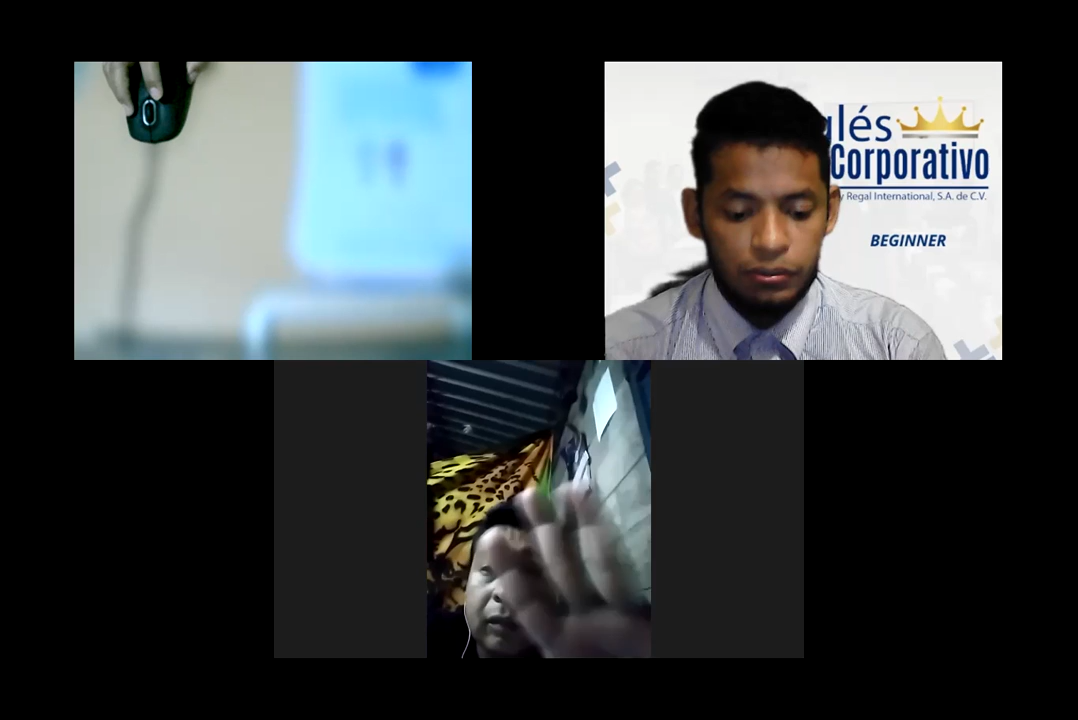 glés
Corporativo
y Regal International, S.A. de C.V.
BEGINNER